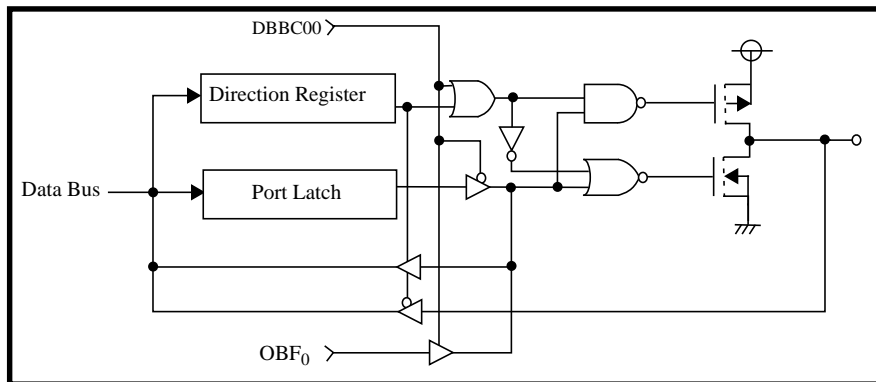 DBBC00
Direction Register
Data Bus
Port Latch
OBF0